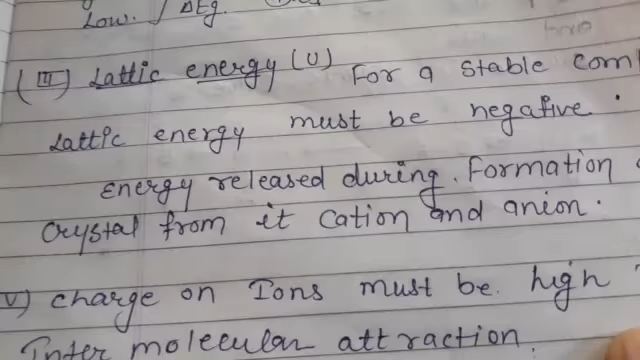 Low. / ΔEg.
(III) Lattic energy (U) For a stable com
Lattic energy must be negative.
energy released during. Formation
crystal from it Cation and anion.
V) charge on Ions must be. high
Inter molecular attraction.